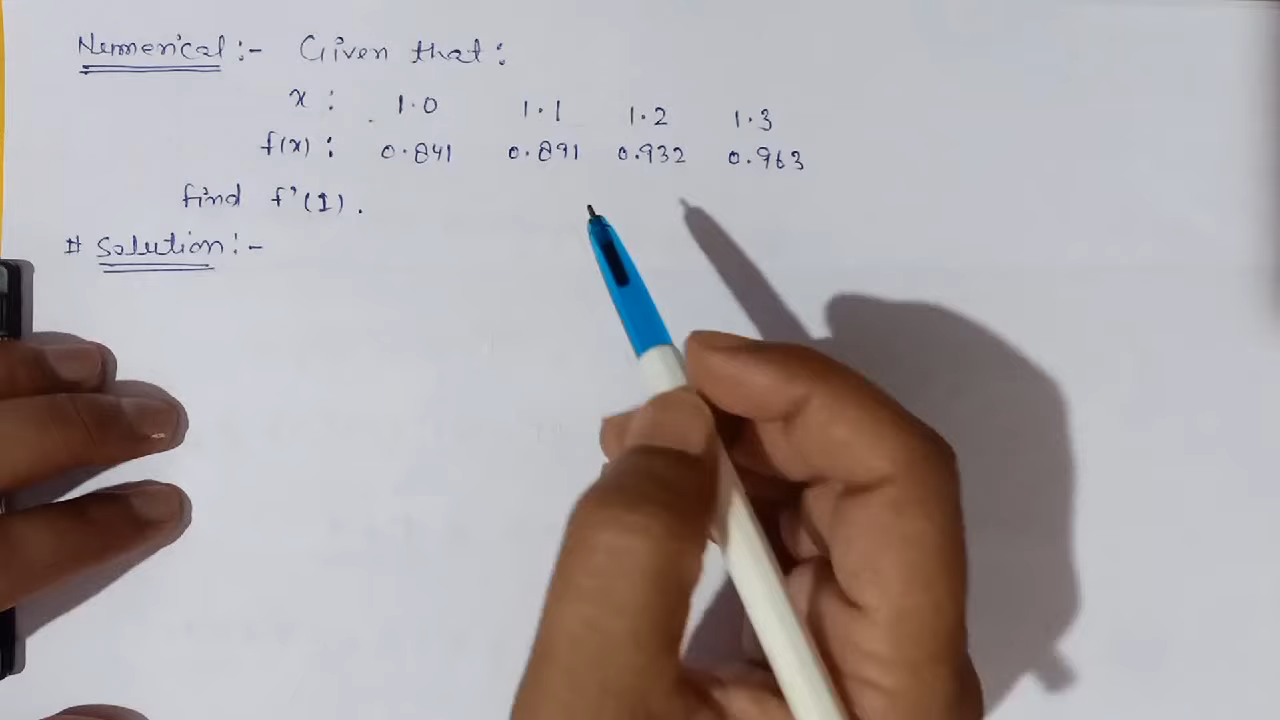 Numerical :- Given that :
x : 1.0 1.1 1.2 1.3
f(x) : 0.841 0.891 0.932 0.963
find f'(1).
# Solution :-